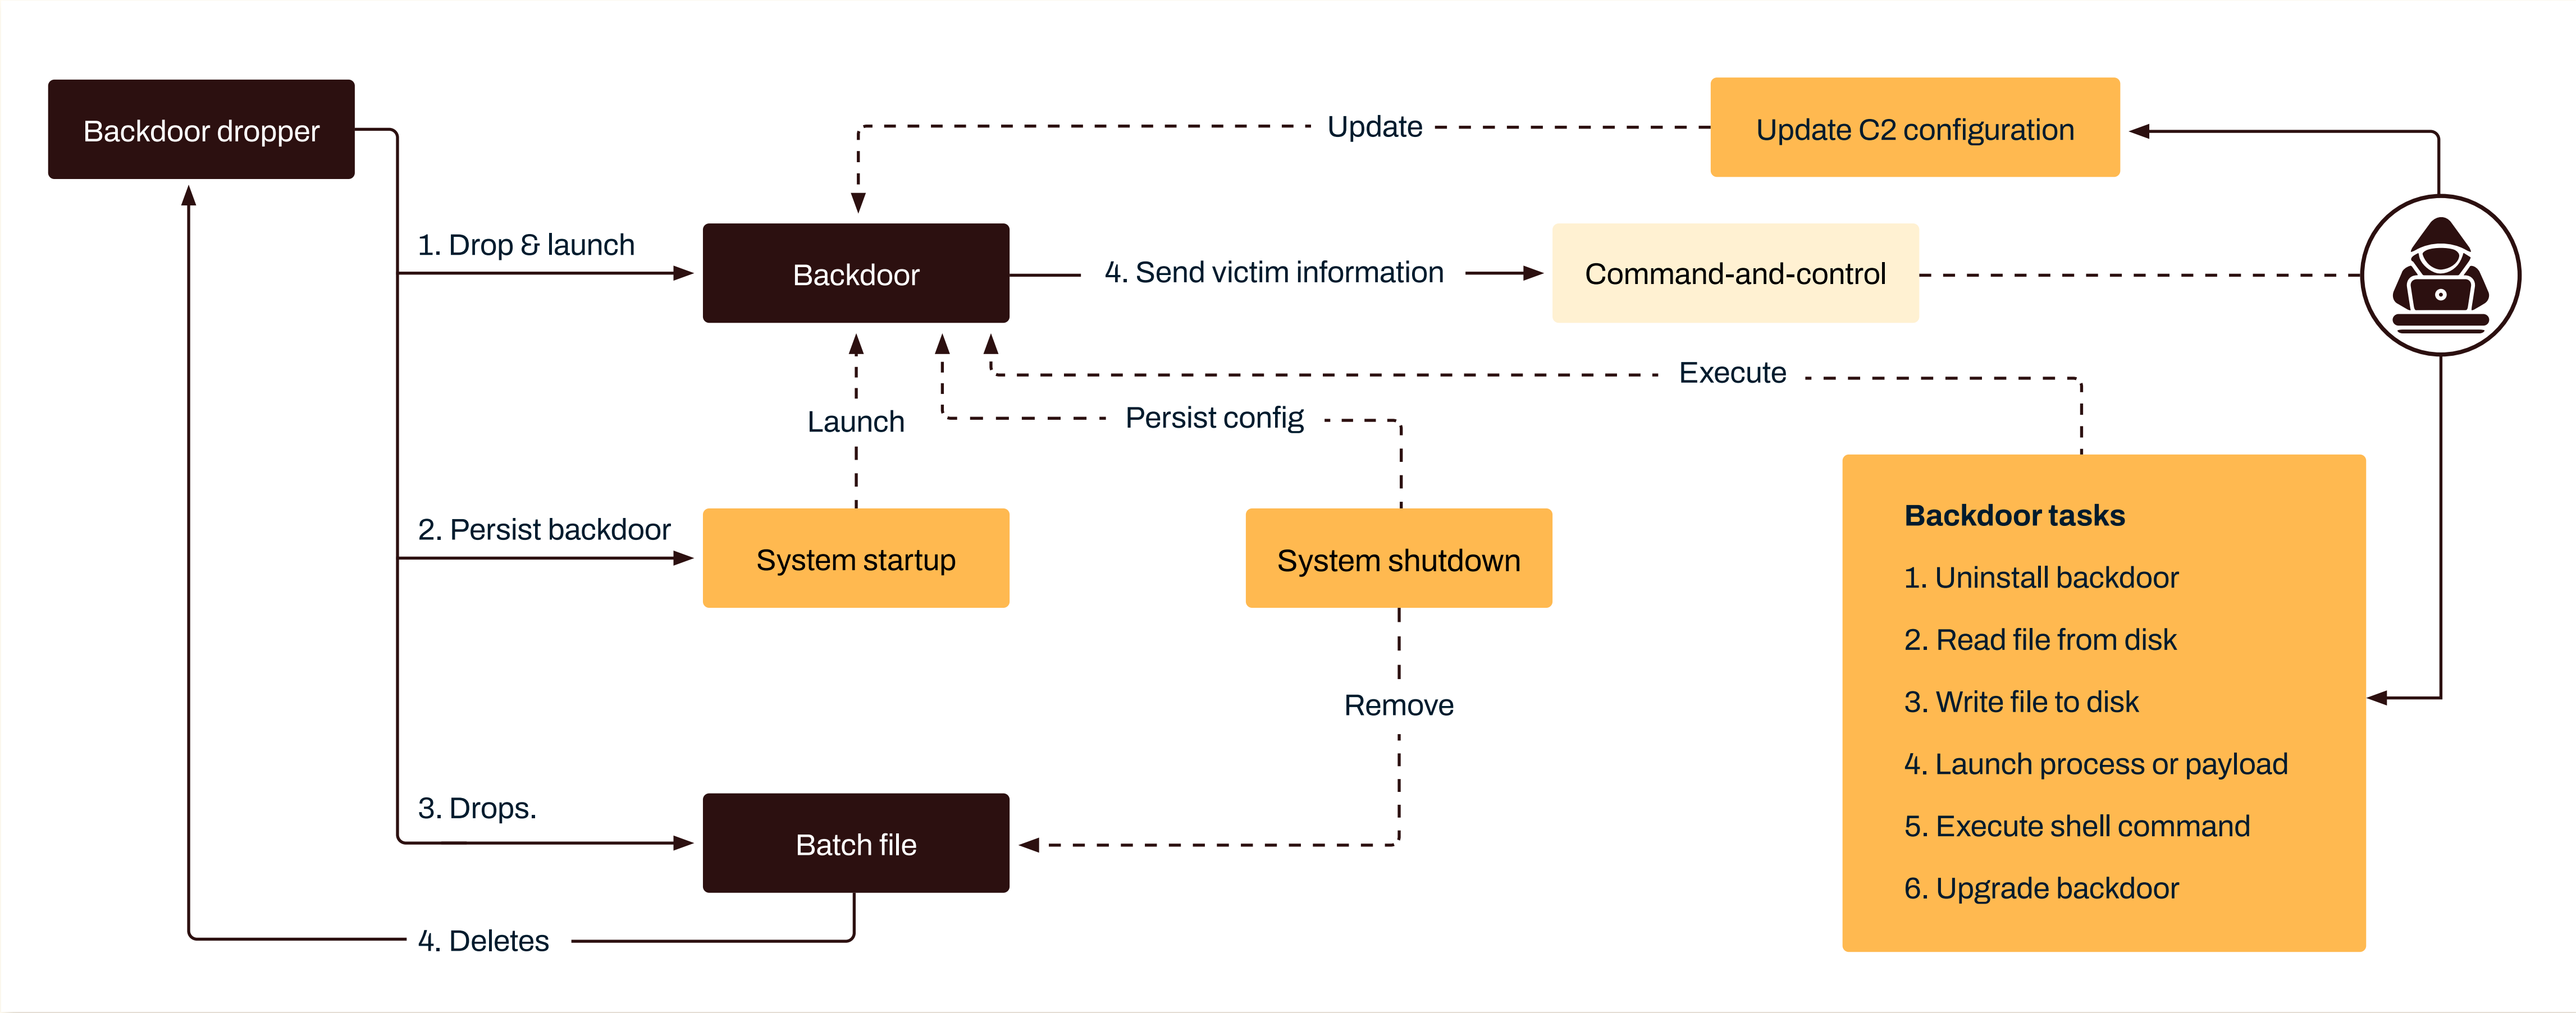 Backdoor dropper
Update
Update C2 configuration
1. Drop & launch
Backdoor
4. Send victim information
Command-and-control
Execute
Launch
Persist config
2. Persist backdoor
System startup
System shutdown
Backdoor tasks
1. Uninstall backdoor
2. Read file from disk
3. Write file to disk
4. Launch process or payload
5. Execute shell command
6. Upgrade backdoor
Remove
3. Drops.
Batch file
4. Deletes